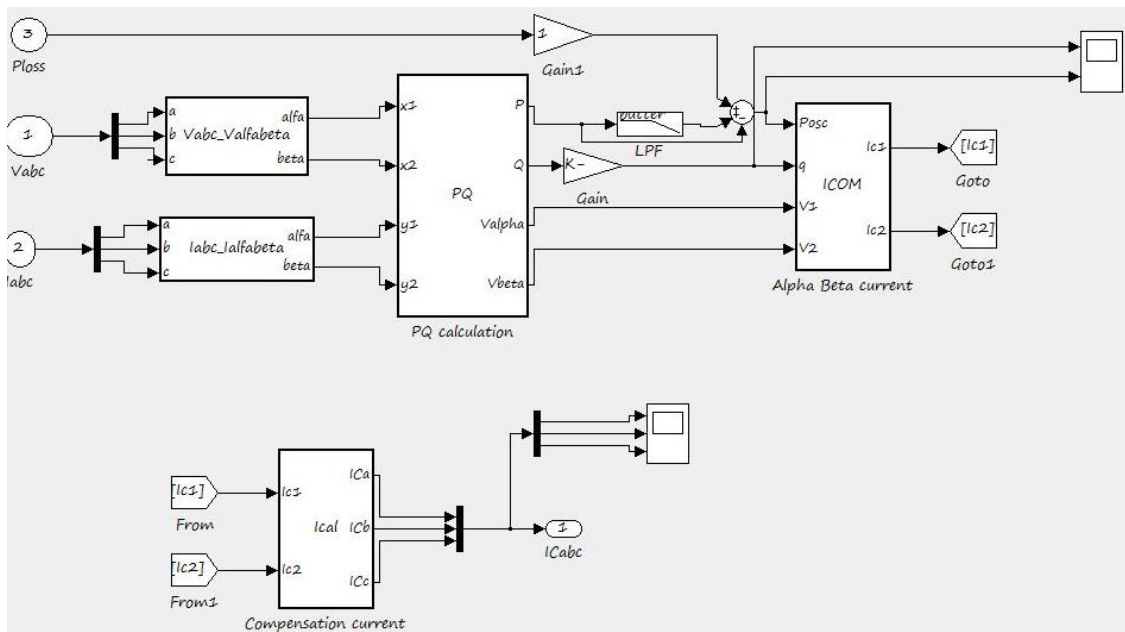 3
Ploss
1
Gain1
1
Vabc
a
b
c
Vabc_Valfabeta
alfa
beta
2
Iabc
a
b
c
Iabc_Ialfabeta
alfa
beta
x1
x2
y1
y2
PQ
P
Q
Valpha
Vbeta
PQ calculation
butter
LPF
K-
Gain
Posc
q
V1
V2
ICOM
Ic1
Ic2
Alpha Beta current
[Ic1]
Goto
[Ic2]
Goto1
[Ic1]
From
[Ic2]
From1
Ic1
Ic2
Ical
ICa
ICb
ICc
Compensation current
1
ICabc